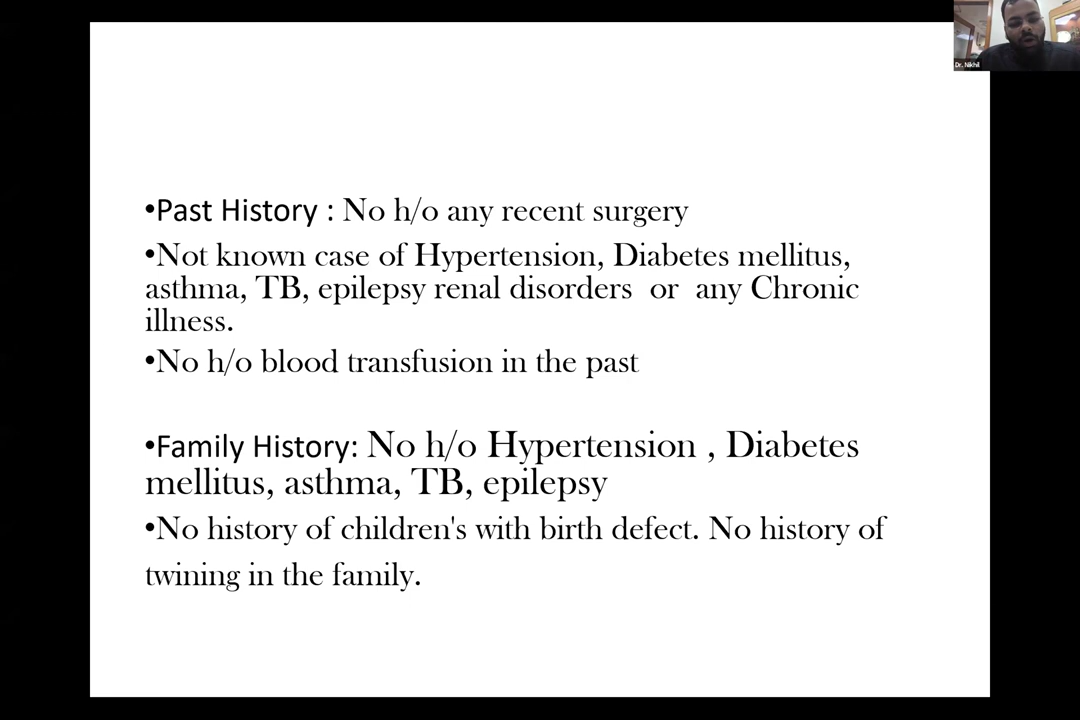 Dr. Nikhil
•Past History : No h/o any recent surgery
•Not known case of Hypertension, Diabetes mellitus,
asthma, TB, epilepsy renal disorders or any Chronic
illness.
•No h/o blood transfusion in the past
•Family History: No h/o Hypertension , Diabetes
mellitus, asthma, TB, epilepsy
•No history of children's with birth defect. No history of
twining in the family.